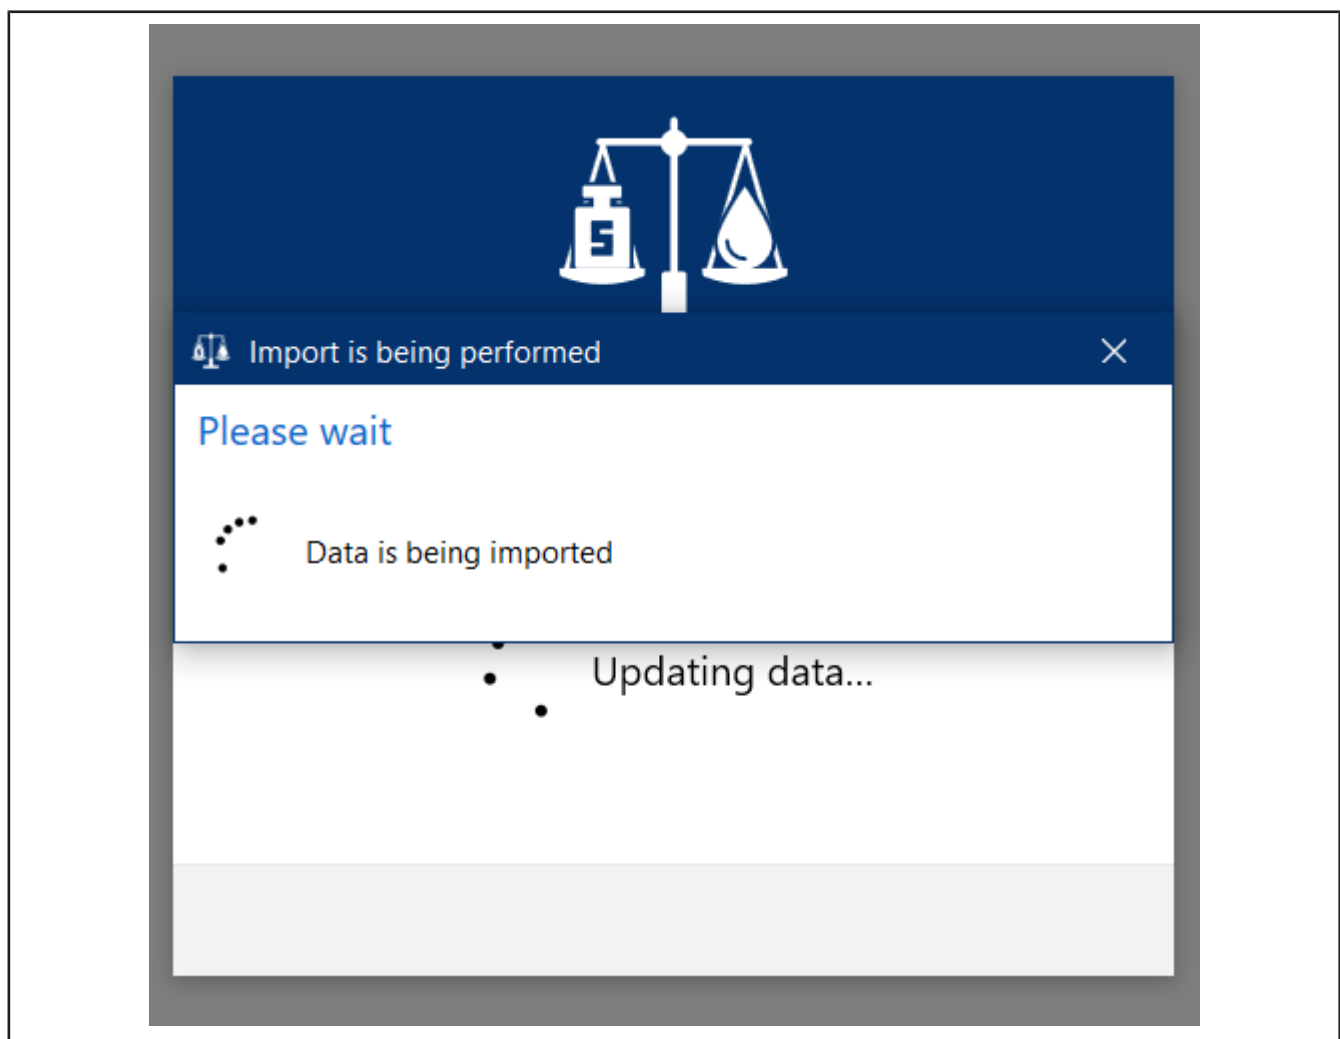 Import is being performed
Please wait
Data is being imported
Updating data...